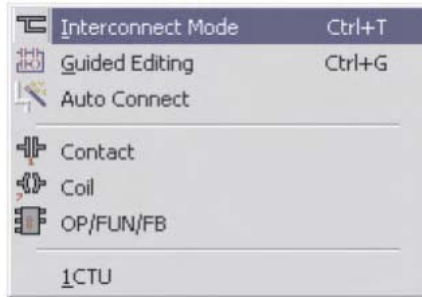 Interconnect Mode Ctrl+T
Guided Editing Ctrl+G
Auto Connect
Contact
Coil
OP/FUN/FB
1CTU